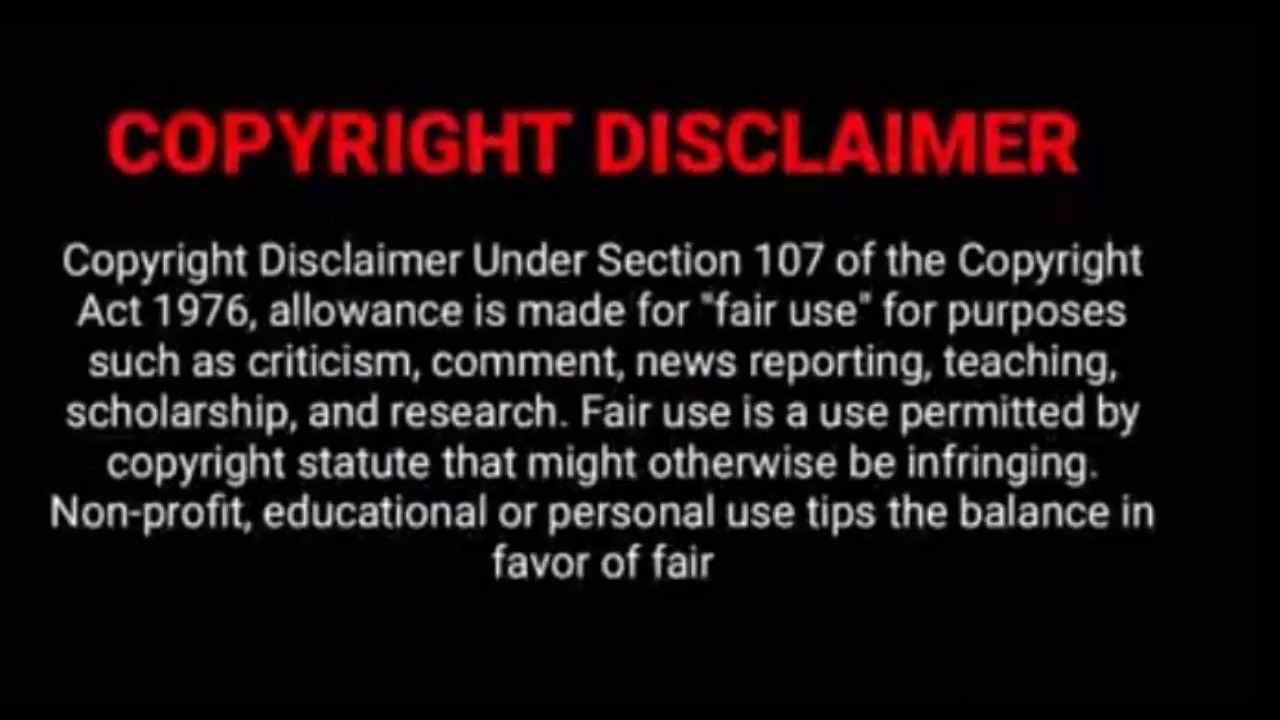 COPYRIGHT DISCLAIMER
Copyright Disclaimer Under Section 107 of the Copyright
Act 1976, allowance is made for "fair use" for purposes
such as criticism, comment, news reporting, teaching,
scholarship, and research. Fair use is a use permitted by
copyright statute that might otherwise be infringing.
Non-profit, educational or personal use tips the balance in
favor of fair